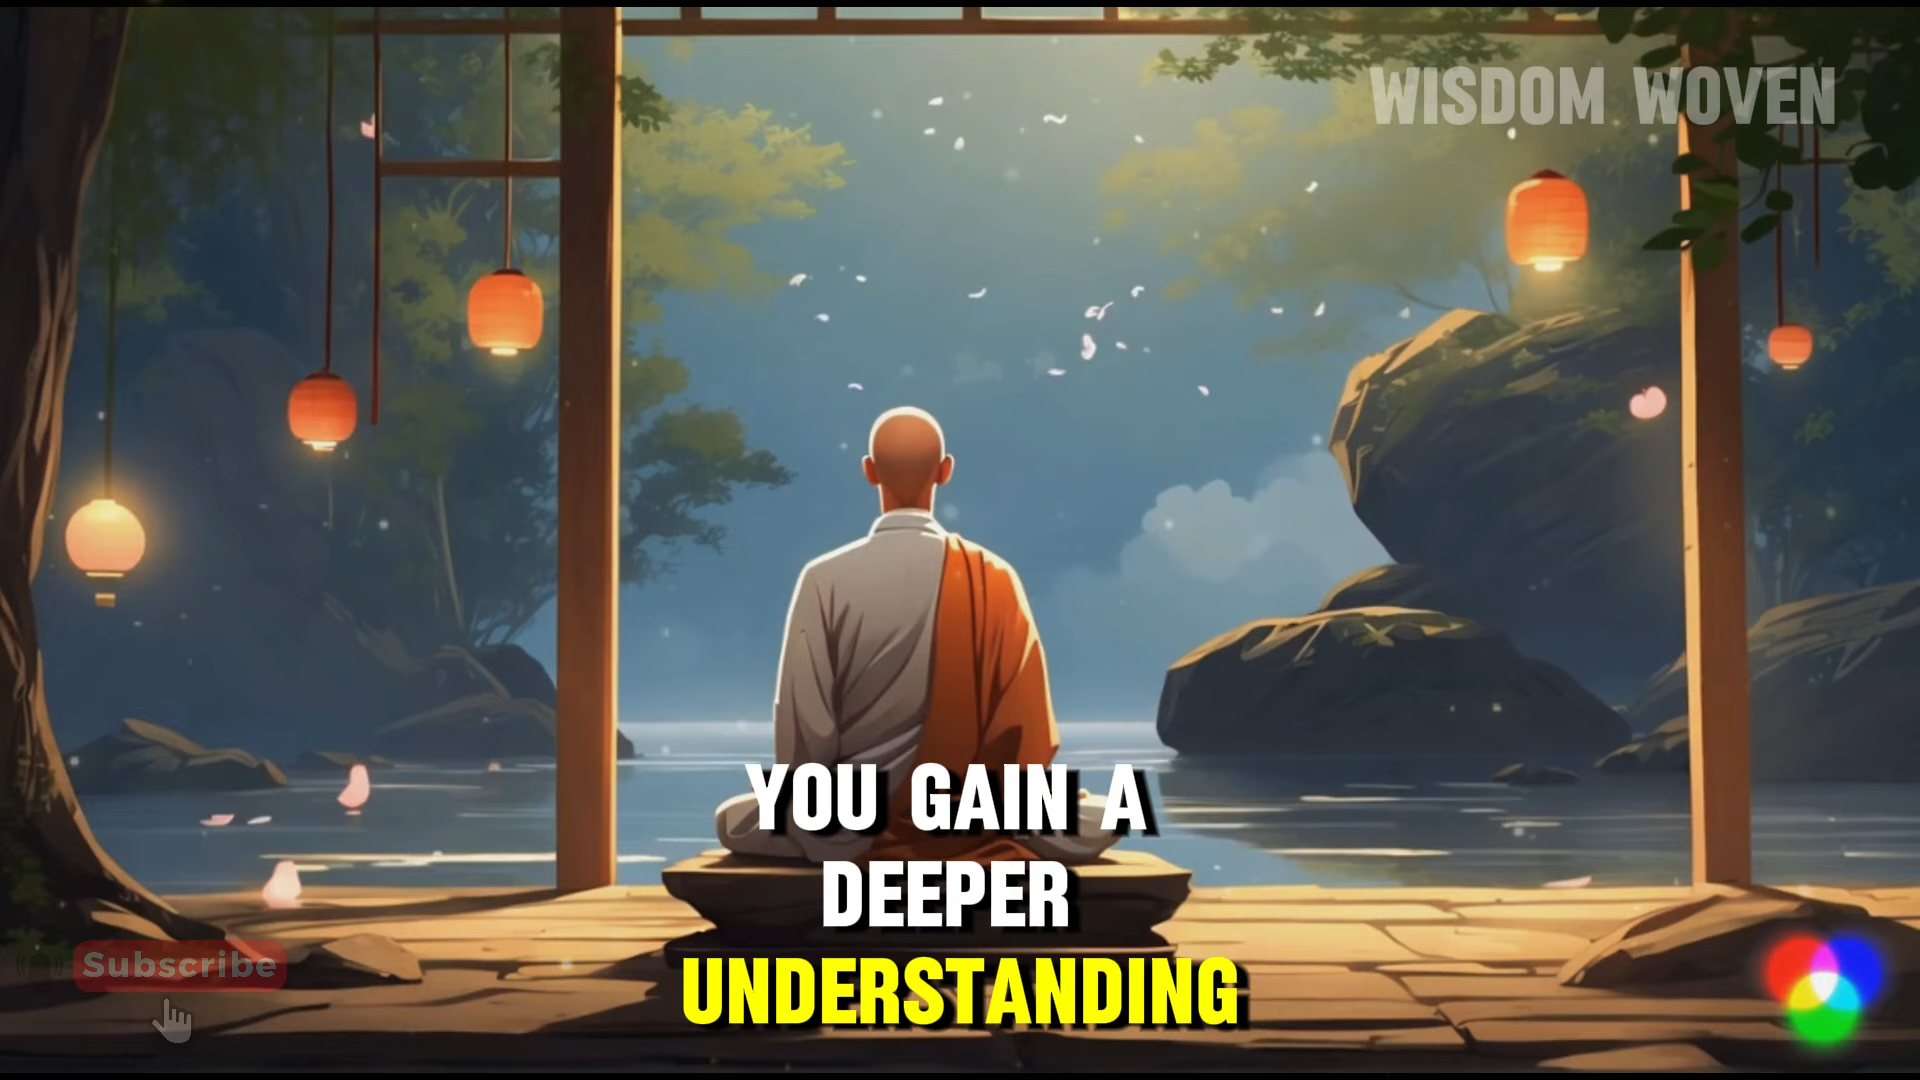 WISDOM WOVEN
YOU GAIN A
DEEPER
UNDERSTANDING
Subscribe